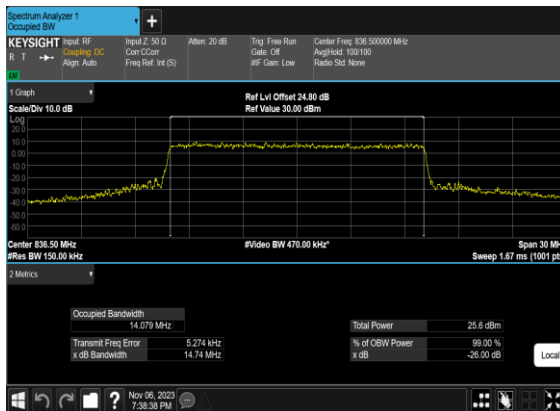 Spectrum Analyzer 1
Occupied BW
KEYSIGHT
R T
Input: RF
Coupling: DC
Align: Auto
Input Z: 50 Ω
Corr CCorr
Freq Ref: Int (S)
Atten: 20 dB
Trig: Free Run
Gate: Off
#IF Gain: Low
Center Freq: 836.500000 MHz
Avg|Hold: 100/100
Radio Std: None
1 Graph
Scale/Div 10.0 dB
Ref Lvl Offset 24.80 dB
Ref Value 30.00 dBm
Log
20.0
10.0
0.00
-10.0
-20.0
-30.0
-40.0
-50.0
-60.0
Center 836.50 MHz
#Res BW 150.00 kHz
#Video BW 470.00 kHz*
Span 30 MH
Sweep 1.67 ms (1001 pts
2 Metrics
Occupied Bandwidth
14.079 MHz
Transmit Freq Error 5.274 kHz
x dB Bandwidth 14.74 MHz
Total Power 25.6 dBm
% of OBW Power 99.00 %
x dB -26.00 dB
Local
Nov 06, 2023
7:38:38 PM